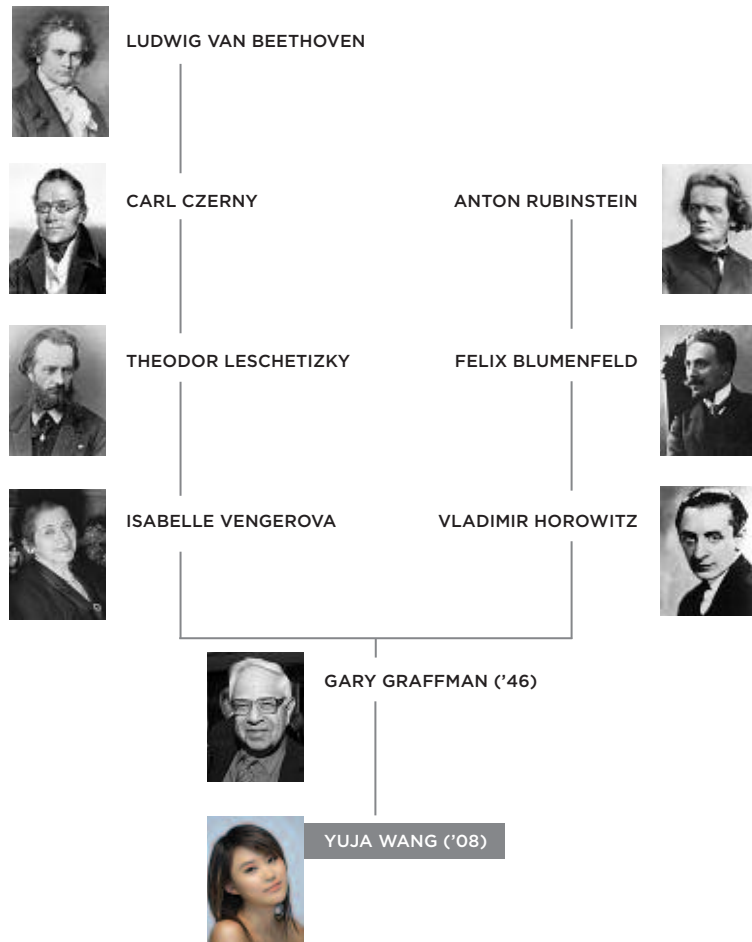 LUDWIG VAN BEETHOVEN
CARL CZERNY
ANTON RUBINSTEIN
THEODOR LESCHETIZKY
FELIX BLUMENFELD
ISABELLE VENGEROVA
VLADIMIR HOROWITZ
GARY GRAFFMAN (’46)
YUJA WANG (’08)